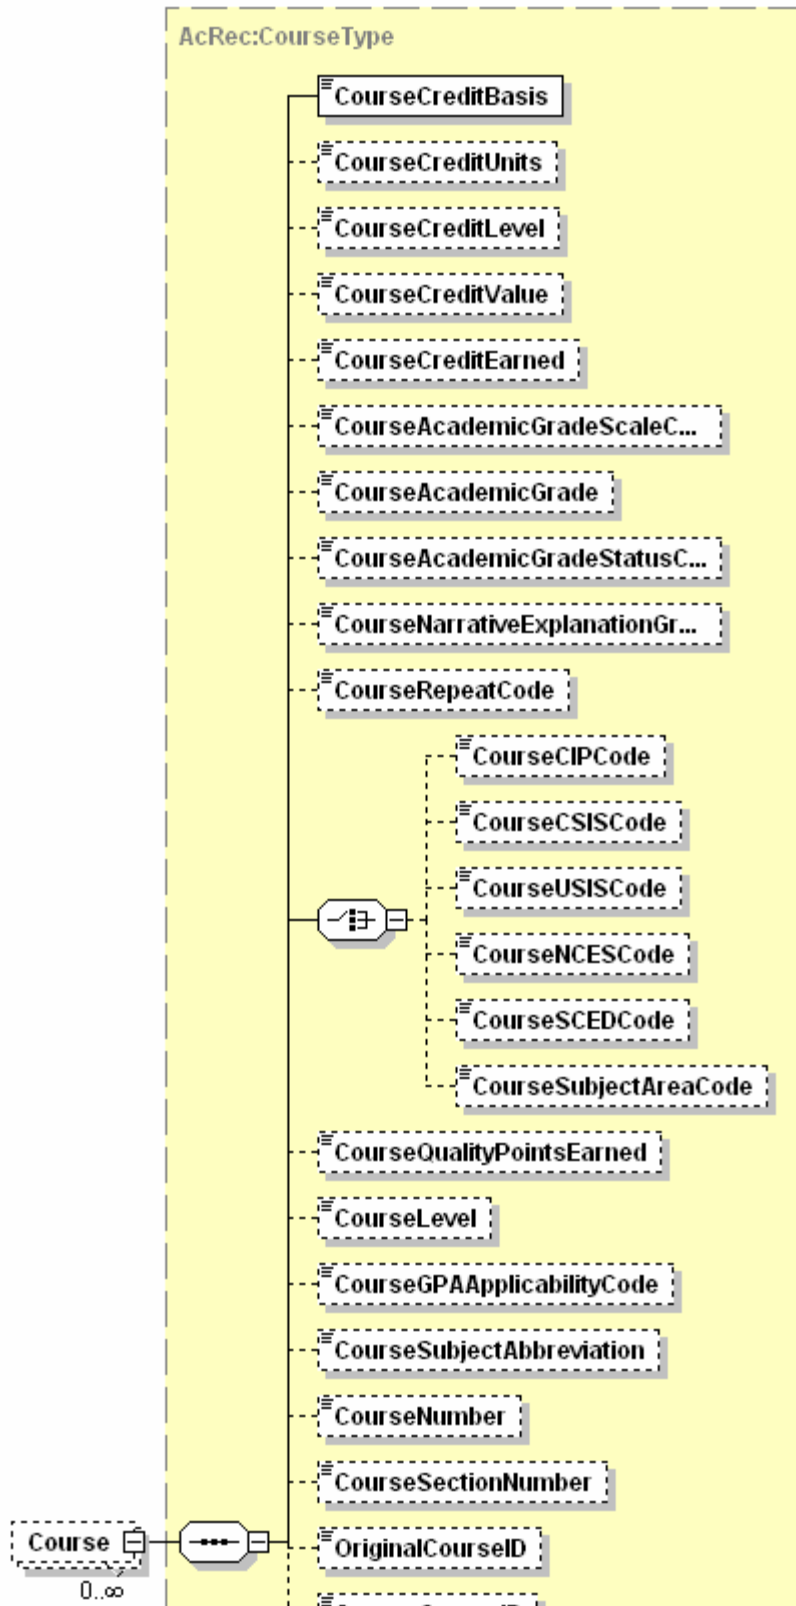 AcRec:CourseType
CourseCreditBasis
CourseCreditUnits
CourseCreditLevel
CourseCreditValue
CourseCreditEarned
CourseAcademicGradeScaleC...
CourseAcademicGrade
CourseAcademicGradeStatusC...
CourseNarrativeExplanationGr...
CourseRepeatCode
CourseCIPCode
CourseCSISCode
CourseUSISCode
CourseNCESCode
CourseSCEDCode
CourseSubjectAreaCode
CourseQualityPointsEarned
CourseLevel
CourseGPAApplicabilityCode
CourseSubjectAbbreviation
CourseNumber
CourseSectionNumber
Course
OriginalCourseID
0..∞